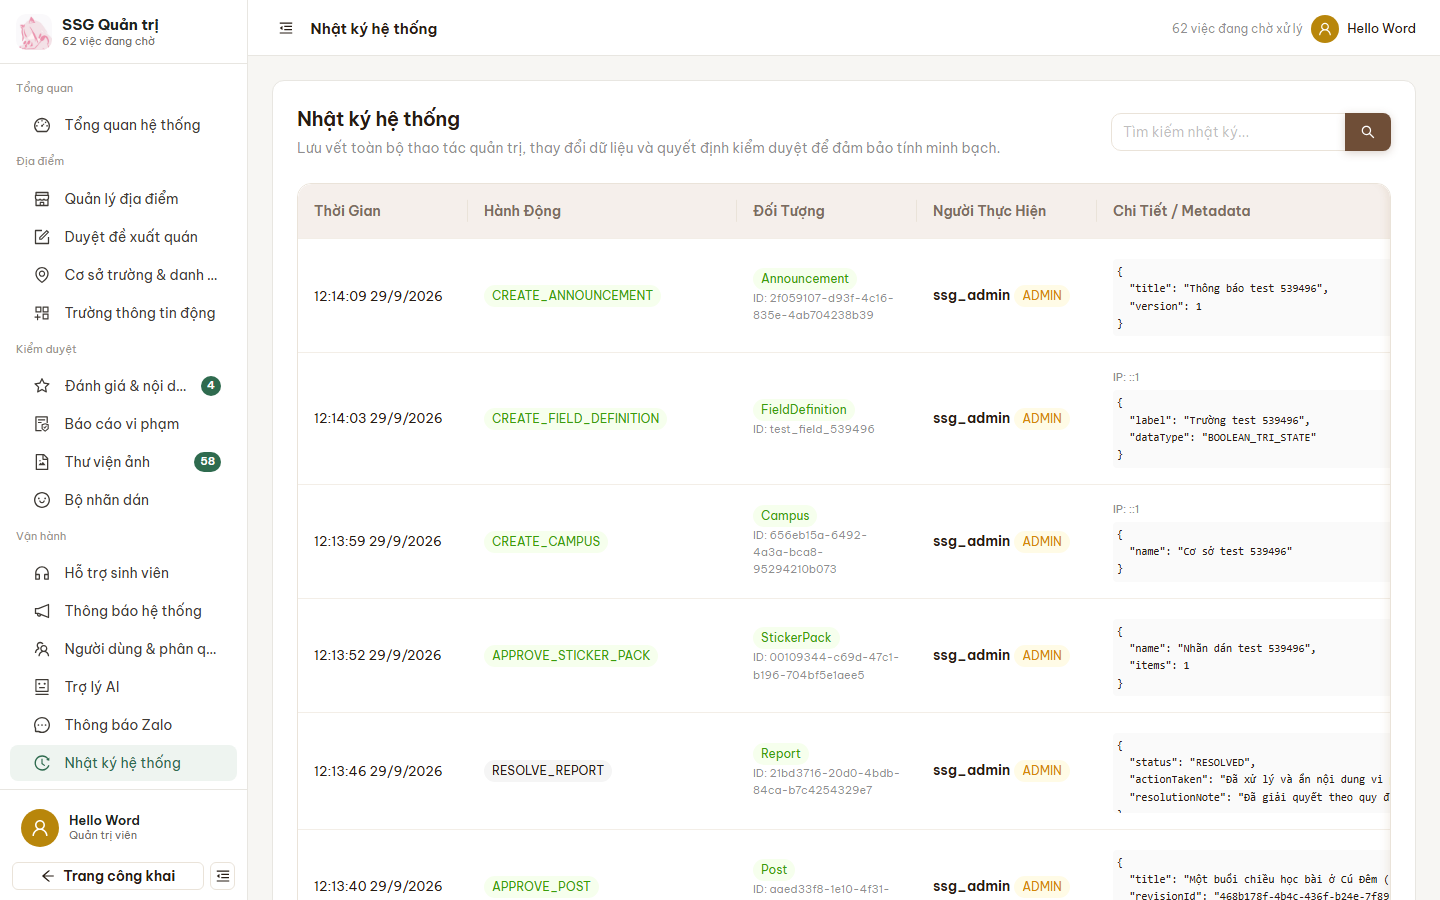 SSG Quản trị
62 việc đang chờ
Tổng quan
Tổng quan hệ thống
Địa điểm
Quản lý địa điểm
Duyệt đề xuất quán
Cơ sở trường & danh ...
Trường thông tin động
Kiểm duyệt
Đánh giá & nội d... 4
Báo cáo vi phạm
Thư viện ảnh 58
Bộ nhãn dán
Vận hành
Hỗ trợ sinh viên
Thông báo hệ thống
Người dùng & phân q...
Trợ lý AI
Thông báo Zalo
Nhật ký hệ thống
Hello Word
Quản trị viên
Trang công khai
Nhật ký hệ thống
62 việc đang chờ xử lý
Hello Word
Nhật ký hệ thống
Lưu vết toàn bộ thao tác quản trị, thay đổi dữ liệu và quyết định kiểm duyệt để đảm bảo tính minh bạch.
Tìm kiếm nhật ký...
Thời Gian Hành Động Đối Tượng Người Thực Hiện Chi Tiết / Metadata
12:14:09 29/9/2026
CREATE_ANNOUNCEMENT
Announcement
ID: 2f059107-d93f-4c16-
835e-4ab704238b39
ssg_admin ADMIN
{
"title": "Thông báo test 539496",
"version": 1
}
12:14:03 29/9/2026
CREATE_FIELD_DEFINITION
FieldDefinition
ID: test_field_539496
ssg_admin ADMIN
IP: ::1
{
"label": "Trường test 539496",
"dataType": "BOOLEAN_TRI_STATE"
}
12:13:59 29/9/2026
CREATE_CAMPUS
Campus
ID: 656eb15a-6492-
4a3a-bca8-
95294210b073
ssg_admin ADMIN
IP: ::1
{
"name": "Cơ sở test 539496"
}
12:13:52 29/9/2026
APPROVE_STICKER_PACK
StickerPack
ID: 00109344-c69d-47c1-
b196-704bf5e1aee5
ssg_admin ADMIN
{
"name": "Nhãn dán test 539496",
"items": 1
}
12:13:46 29/9/2026
RESOLVE_REPORT
Report
ID: 21bd3716-20d0-4bdb-
84ca-b7c4254329e7
ssg_admin ADMIN
{
"status": "RESOLVED",
"actionTaken": "Đã xử lý và ẩn nội dung vi
"resolutionNote": "Đã giải quyết theo quy đ
12:13:40 29/9/2026
APPROVE_POST
Post
ID: aaed33f8-1e10-4f31-
ssg_admin ADMIN
{
"title": "Một buổi chiều học bài ở Cú Đêm (
"revisionId": "468b178f-4b4c-436f-b24e-7f89